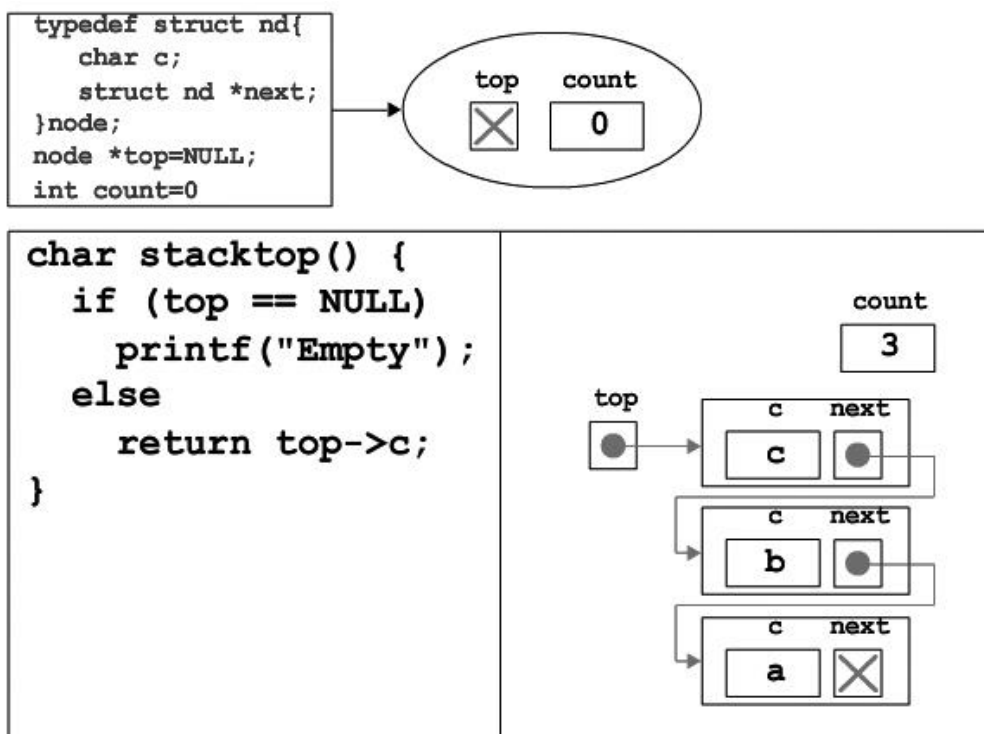 typedef struct nd{
char c;
struct nd *next;
}node;
node *top=NULL;
int count=0
top count
0
char stacktop() {
if (top == NULL)
printf("Empty");
else
return top->c;
}
count
3
top
c next
c
c next
b
c next
a